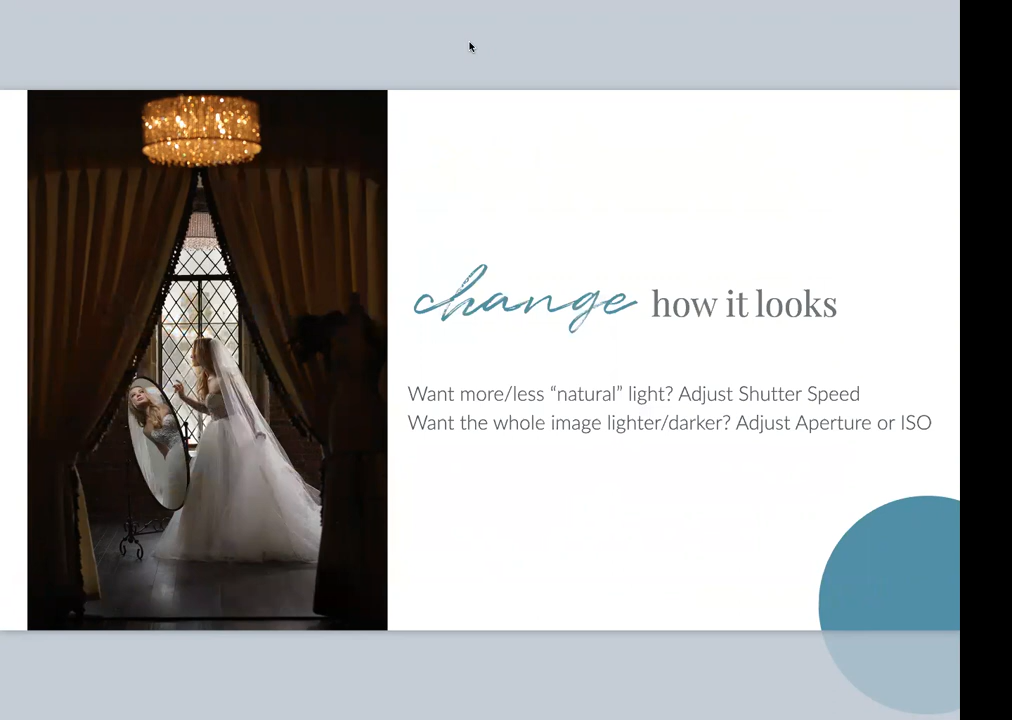 change how it looks
Want more/less “natural” light? Adjust Shutter Speed
Want the whole image lighter/darker? Adjust Aperture or ISO